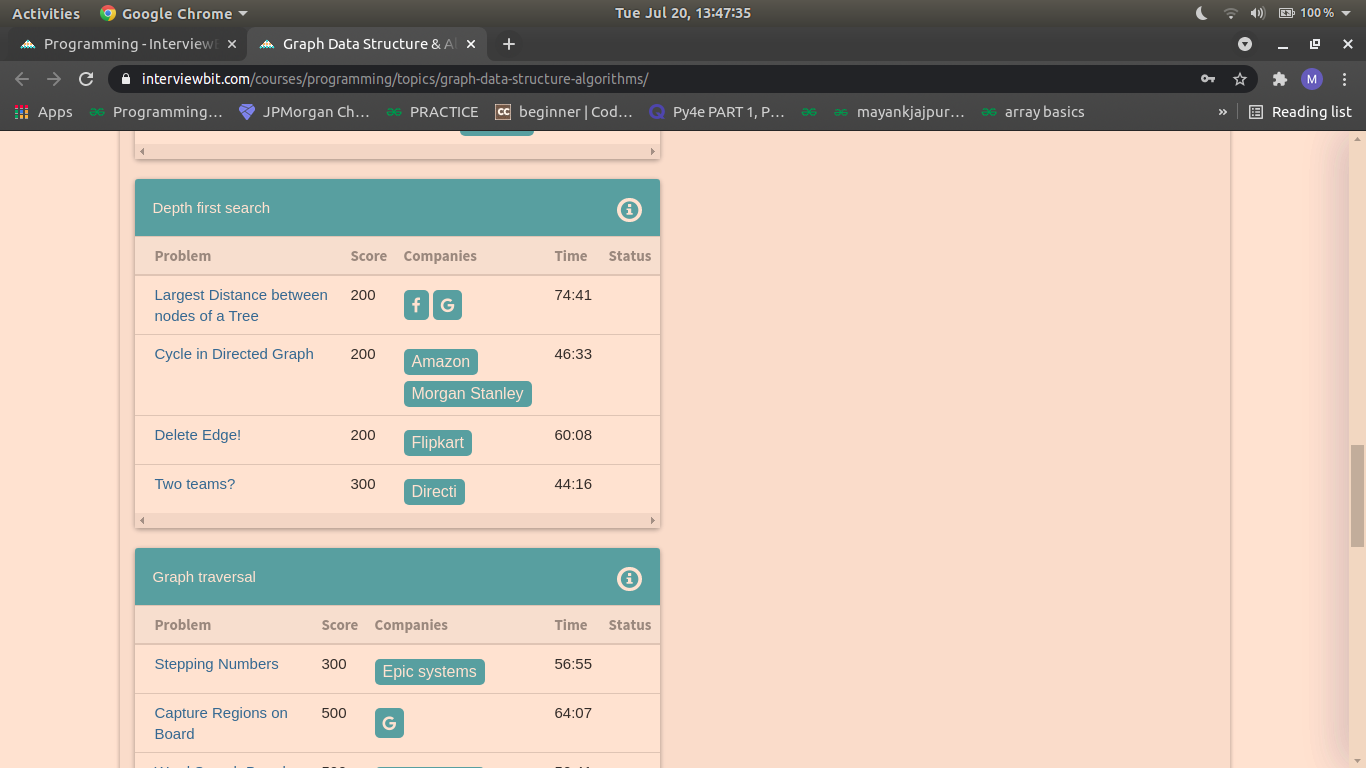 Activities Google Chrome Tue Jul 20, 13:47:35 100 %
Programming - Interview Graph Data Structure & Al
interviewbit.com/courses/programming/topics/graph-data-structure-algorithms/ M
Apps Programming… JPMorgan Ch… PRACTICE CC beginner | Cod… Py4e PART 1, P… mayankjajpur… array basics » Reading list
Depth first search
Problem Score Companies Time Status
Largest Distance between 200 f G 74:41
nodes of a Tree
Cycle in Directed Graph 200 Amazon 46:33
Morgan Stanley
Delete Edge! 200 Flipkart 60:08
Two teams? 300 Directi 44:16
Graph traversal
Problem Score Companies Time Status
Stepping Numbers 300 Epic systems 56:55
Capture Regions on 500 G 64:07
Board